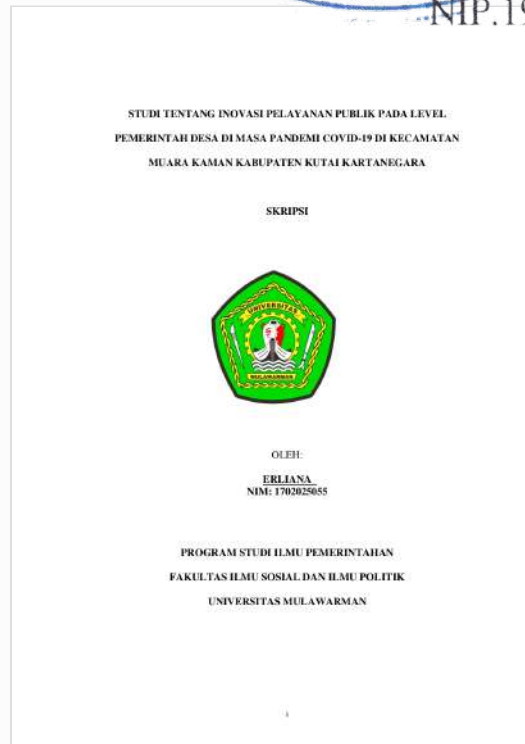 NIP.19
STUDI TENTANG INOVASI PELAYANAN PUBLIK PADA LEVEL
PEMERINTAH DESA DI MASA PANDEMI COVID-19 DI KECAMATAN
MUARA KAMAN KABUPATEN KUTAI KARTANEGARA
SKRIPSI
UNIVERSITAS
MULAWARMAN
OLEH:
ERLIANA
NIM: 1702025055
PROGRAM STUDI ILMU PEMERINTAHAN
FAKULTAS ILMU SOSIAL DAN ILMU POLITIK
UNIVERSITAS MULAWARMAN